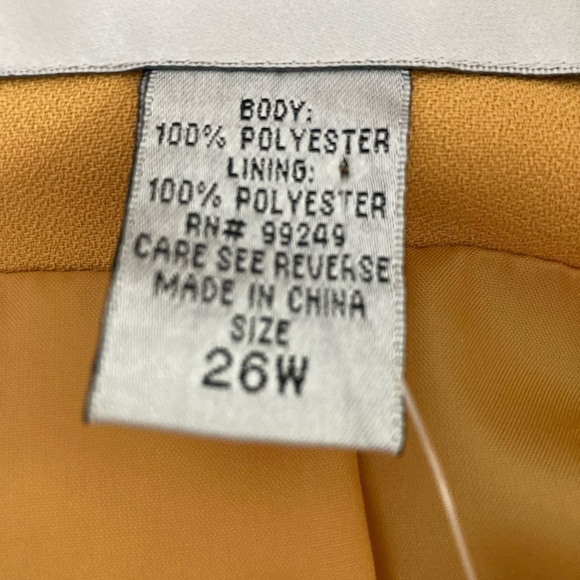 BODY:
100% POLYESTER
LINING:
100% POLYESTER
RN# 99249
CARE SEE REVERSE
MADE IN CHINA
SIZE
26W